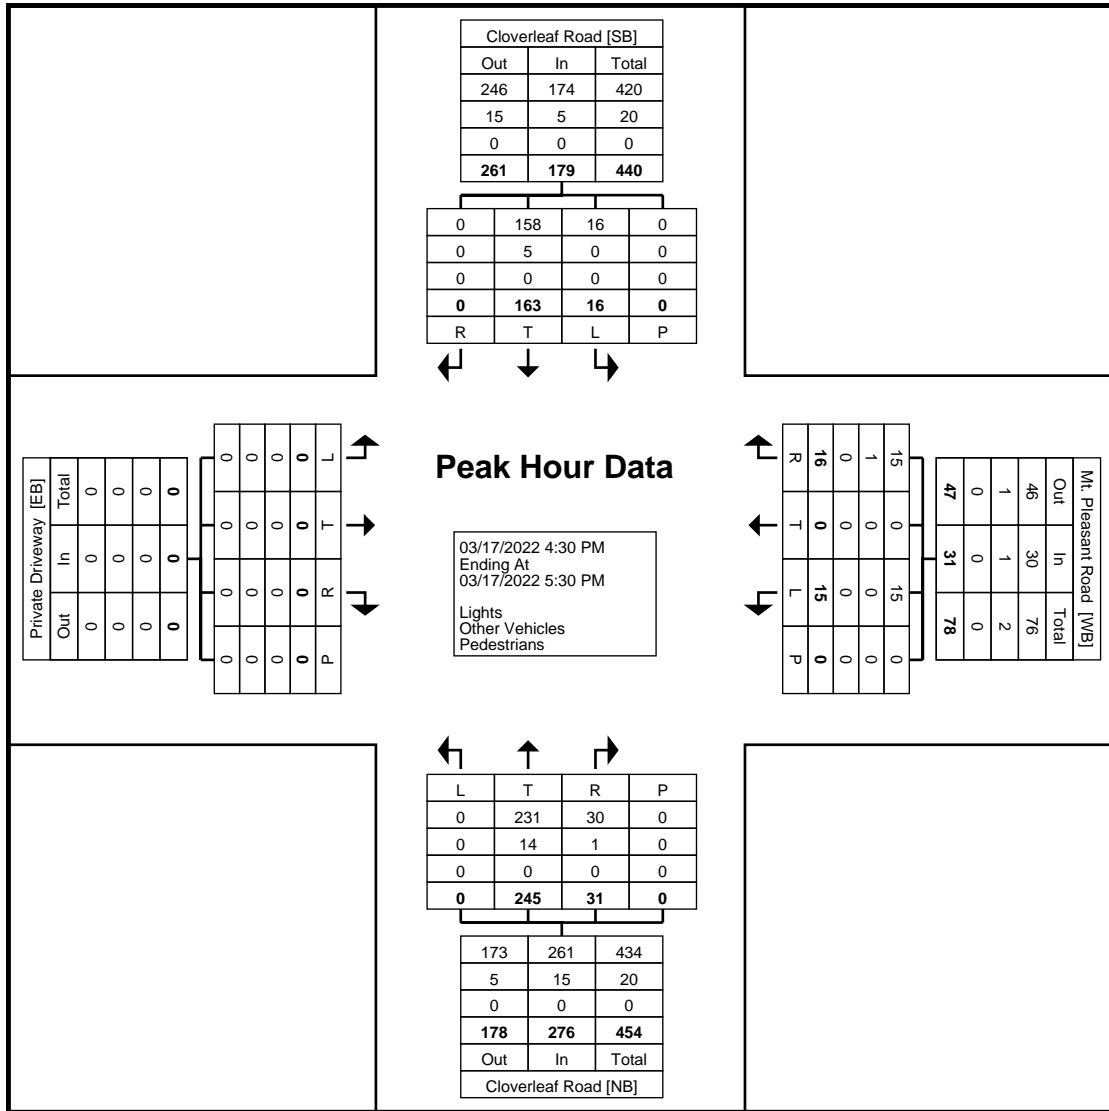 Cloverleaf Road [SB]
Out In Total
246 174 420
15 5 20
0 0 0
261 179 440
0 158 16 0
0 5 0 0
0 0 0 0
0 163 16 0
R T L P
Private Driveway [EB]
Total In Out
0 0 0
0 0 0
0 0 0
0 0 0
0 0 0 0
0 0 0 0
0 0 0 0
0 0 0 0
L T R P
Peak Hour Data
03/17/2022 4:30 PM
Ending At
03/17/2022 5:30 PM
Lights
Other Vehicles
Pedestrians
R T L P
16 0 15 0
0 0 0 0
1 0 0 0
15 0 15 0
Mt. Pleasant Road [WB]
Out In Total
46 30 76
1 1 2
0 0 0
47 31 78
L T R P
0 231 30 0
0 14 1 0
0 0 0 0
0 245 31 0
173 261 434
5 15 20
0 0 0
178 276 454
Out In Total
Cloverleaf Road [NB]